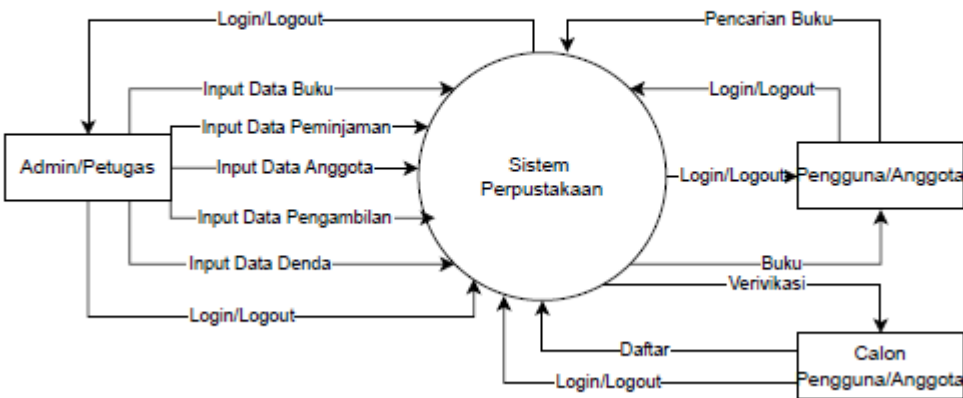 Login/Logout
Pencarian Buku
Input Data Buku
Login/Logout
Input Data Peminjaman
Admin/Petugas
Input Data Anggota
Sistem
Perpustakaan
Login/Logout
Pengguna/Anggota
Input Data Pengambilan
Input Data Denda
Buku
Verivikasi
Login/Logout
Daftar
Calon
Pengguna/Anggota
Login/Logout